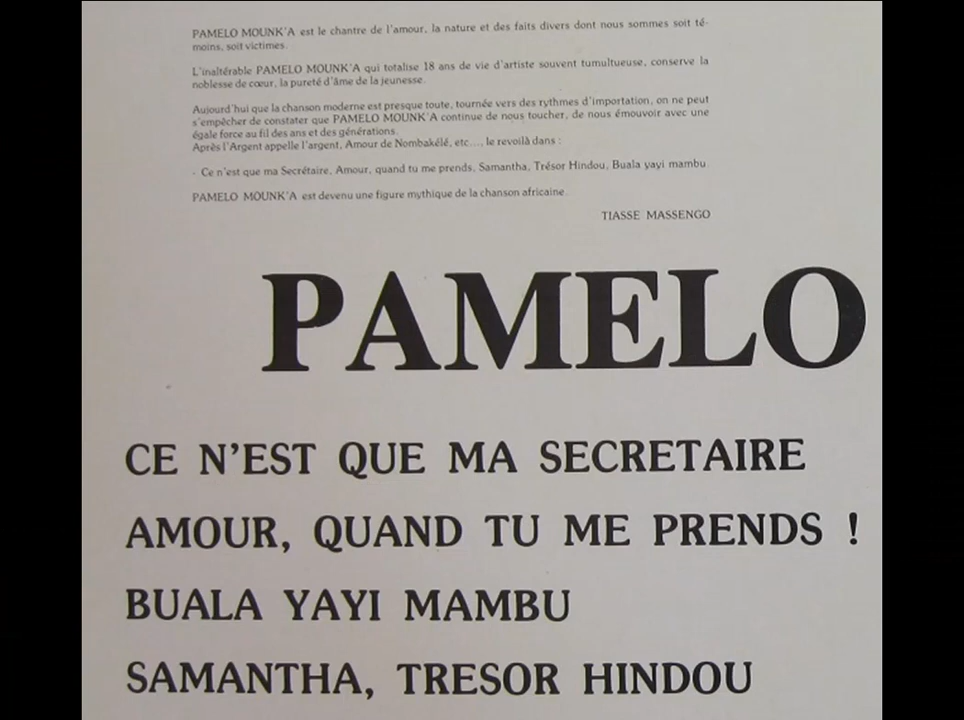 PAMELO MOUNK'A est le chantre de l'amour, la nature et des faits divers dont nous sommes soit té-
moins, soit victimes.
L'inaltérable PAMELO MOUNK'A qui totalise 18 ans de vie d'artiste souvent tumultueuse, conserve la
noblesse de cœur, la pureté d'âme de la jeunesse.
Aujourd'hui que la chanson moderne est presque toute, tournée vers des rythmes d'importation, on ne peut
s'empêcher de constater que PAMELO MOUNK'A continue de nous toucher, de nous émouvoir avec une
égale force au fil des ans et des générations.
Après l'Argent appelle l'argent, Amour de Nombakélé, etc..., le revoilà dans :
- Ce n'est que ma Secrétaire, Amour, quand tu me prends, Samantha, Trésor Hindou, Buala yayi mambu.
PAMELO MOUNK'A est devenu une figure mythique de la chanson africaine.
TIASSE MASSENGO
PAMELO
CE N'EST QUE MA SECRETAIRE
AMOUR, QUAND TU ME PRENDS !
BUALA YAYI MAMBU
SAMANTHA, TRESOR HINDOU